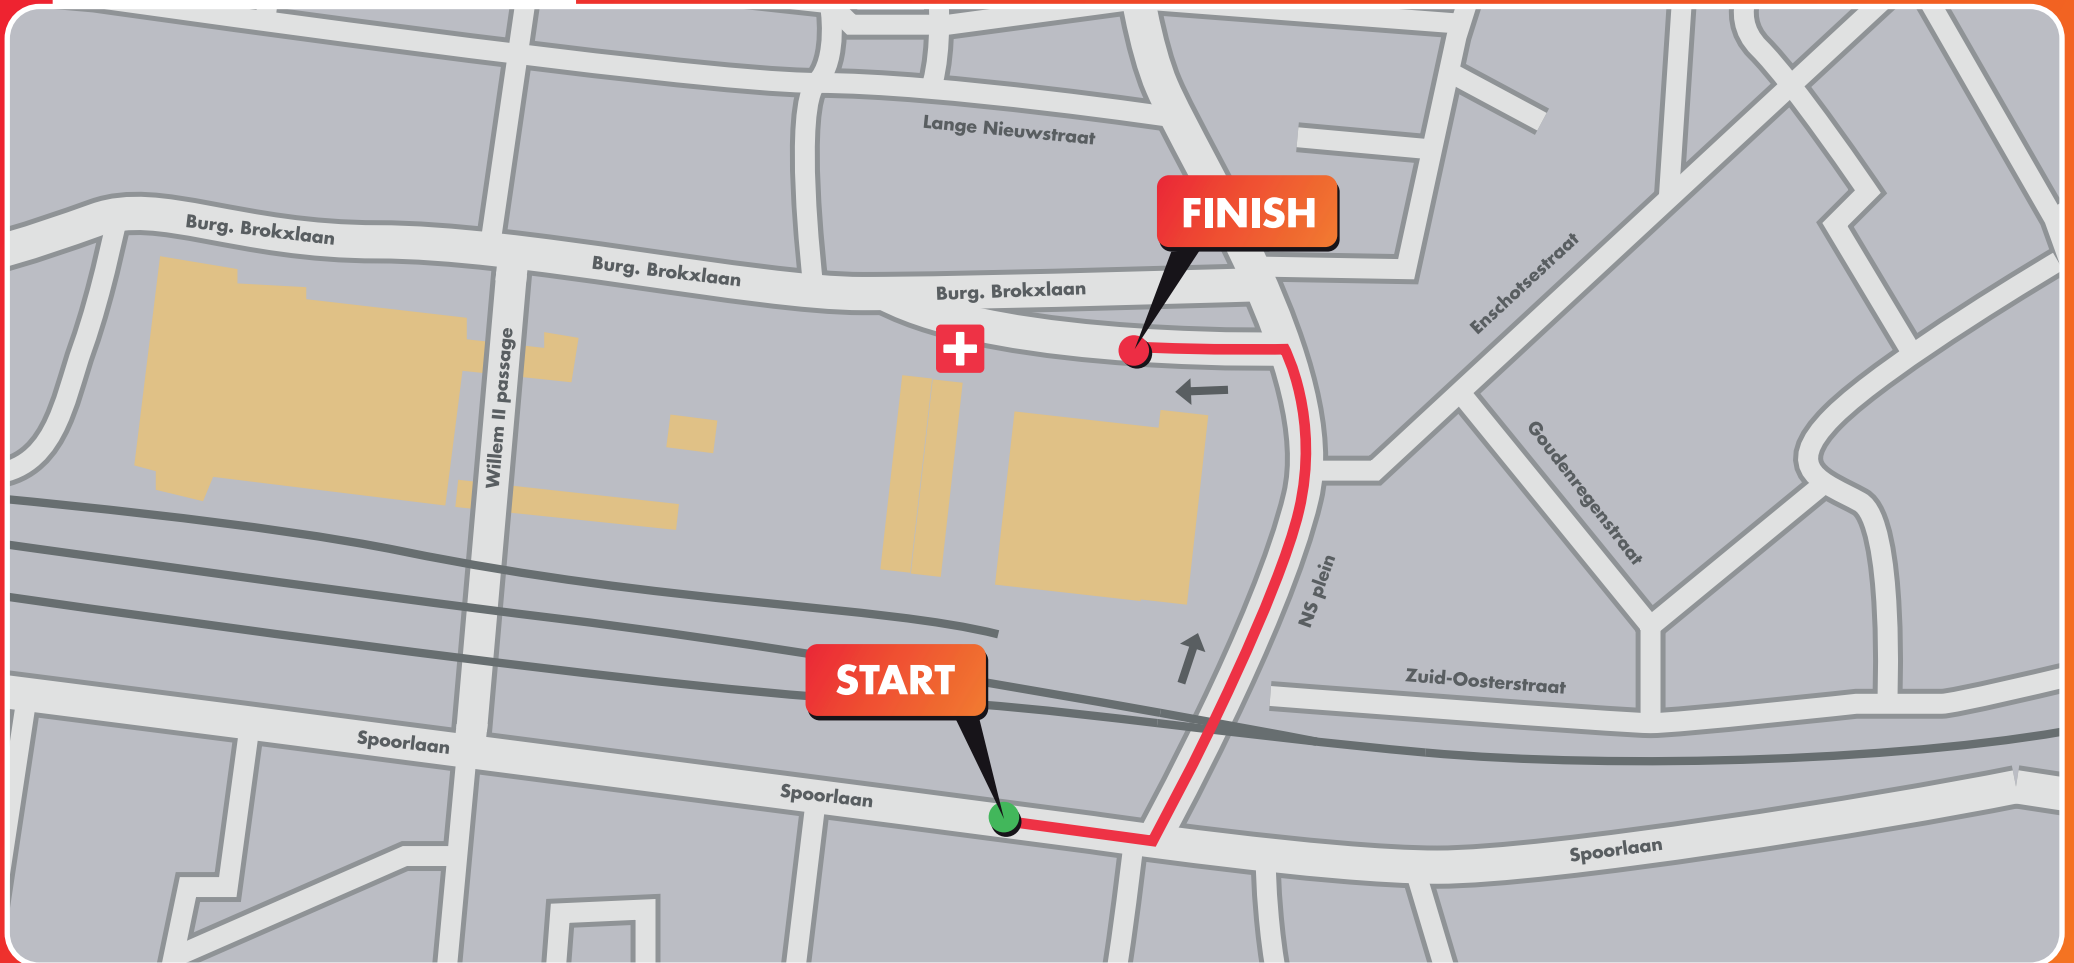 Lange Nieuwstraat
FINISH
Burg. Brokxlaan
Burg. Brokxlaan
Burg. Brokxlaan
Enschotsestraat
Willem II passage
Goudenregenstraat
NS plein
START
Zuid-Oosterstraat
Spoorlaan
Spoorlaan
Spoorlaan